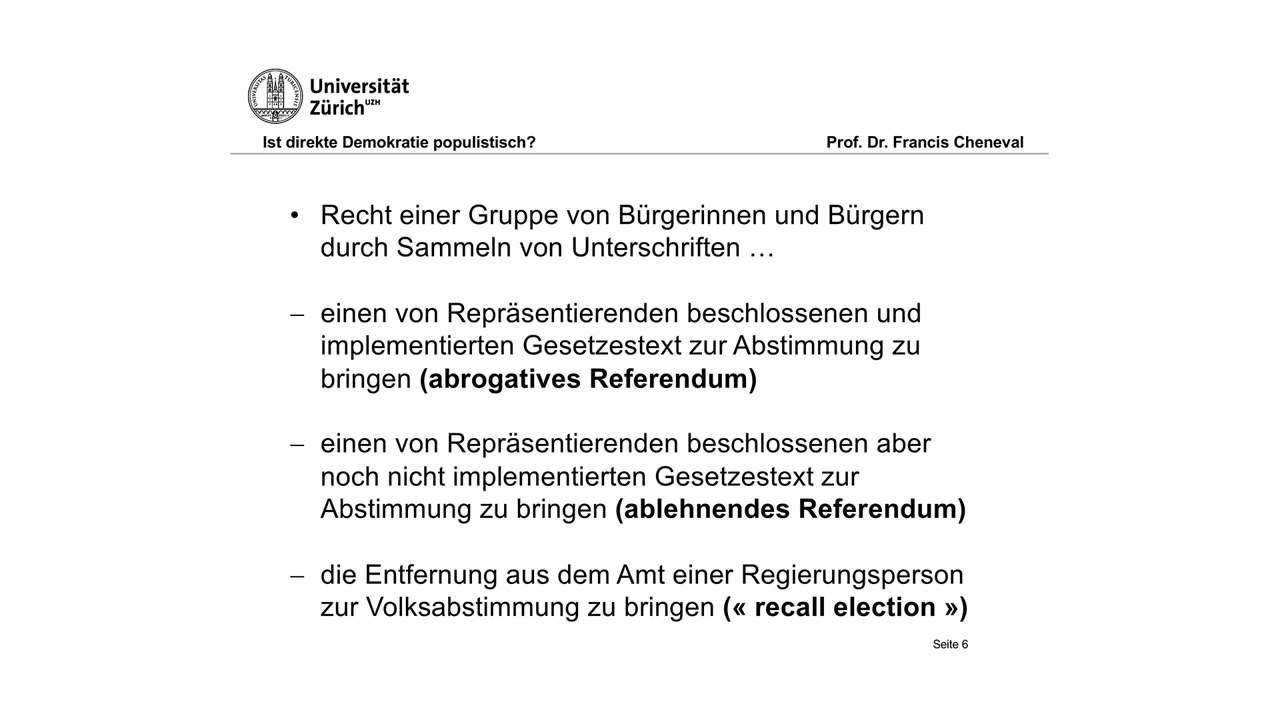 Universität
Zürich UZH
Ist direkte Demokratie populistisch? Prof. Dr. Francis Cheneval
• Recht einer Gruppe von Bürgerinnen und Bürgern
durch Sammeln von Unterschriften …
– einen von Repräsentierenden beschlossenen und
implementierten Gesetzestext zur Abstimmung zu
bringen (abrogatives Referendum)
– einen von Repräsentierenden beschlossenen aber
noch nicht implementierten Gesetzestext zur
Abstimmung zu bringen (ablehnendes Referendum)
– die Entfernung aus dem Amt einer Regierungsperson
zur Volksabstimmung zu bringen (« recall election »)
Seite 6